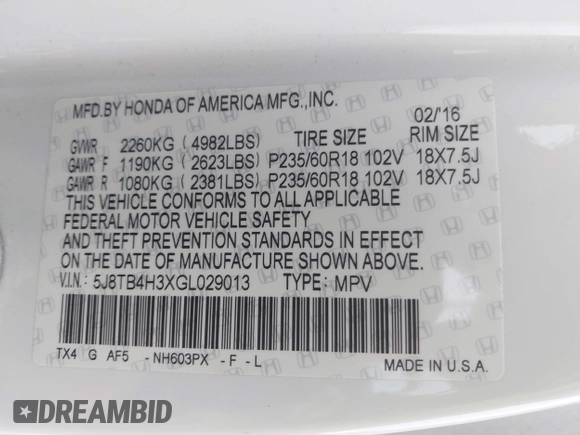 MFD.BY HONDA OF AMERICA MFG.,INC. 02/'16
GVWR 2260KG ( 4982LBS) TIRE SIZE RIM SIZE
GAWR F 1190KG ( 2623LBS) P235/60R18 102V 18X7.5J
GAWR R 1080KG ( 2381LBS) P235/60R18 102V 18X7.5J
THIS VEHICLE CONFORMS TO ALL APPLICABLE
FEDERAL MOTOR VEHICLE SAFETY
AND THEFT PREVENTION STANDARDS IN EFFECT
ON THE DATE OF MANUFACTURE SHOWN ABOVE.
V.I.N.: 5J8TB4H3XGL029013 TYPE: MPV
TX4 G AF5 - NH603PX - F - L MADE IN U.S.A.
DREAMBID